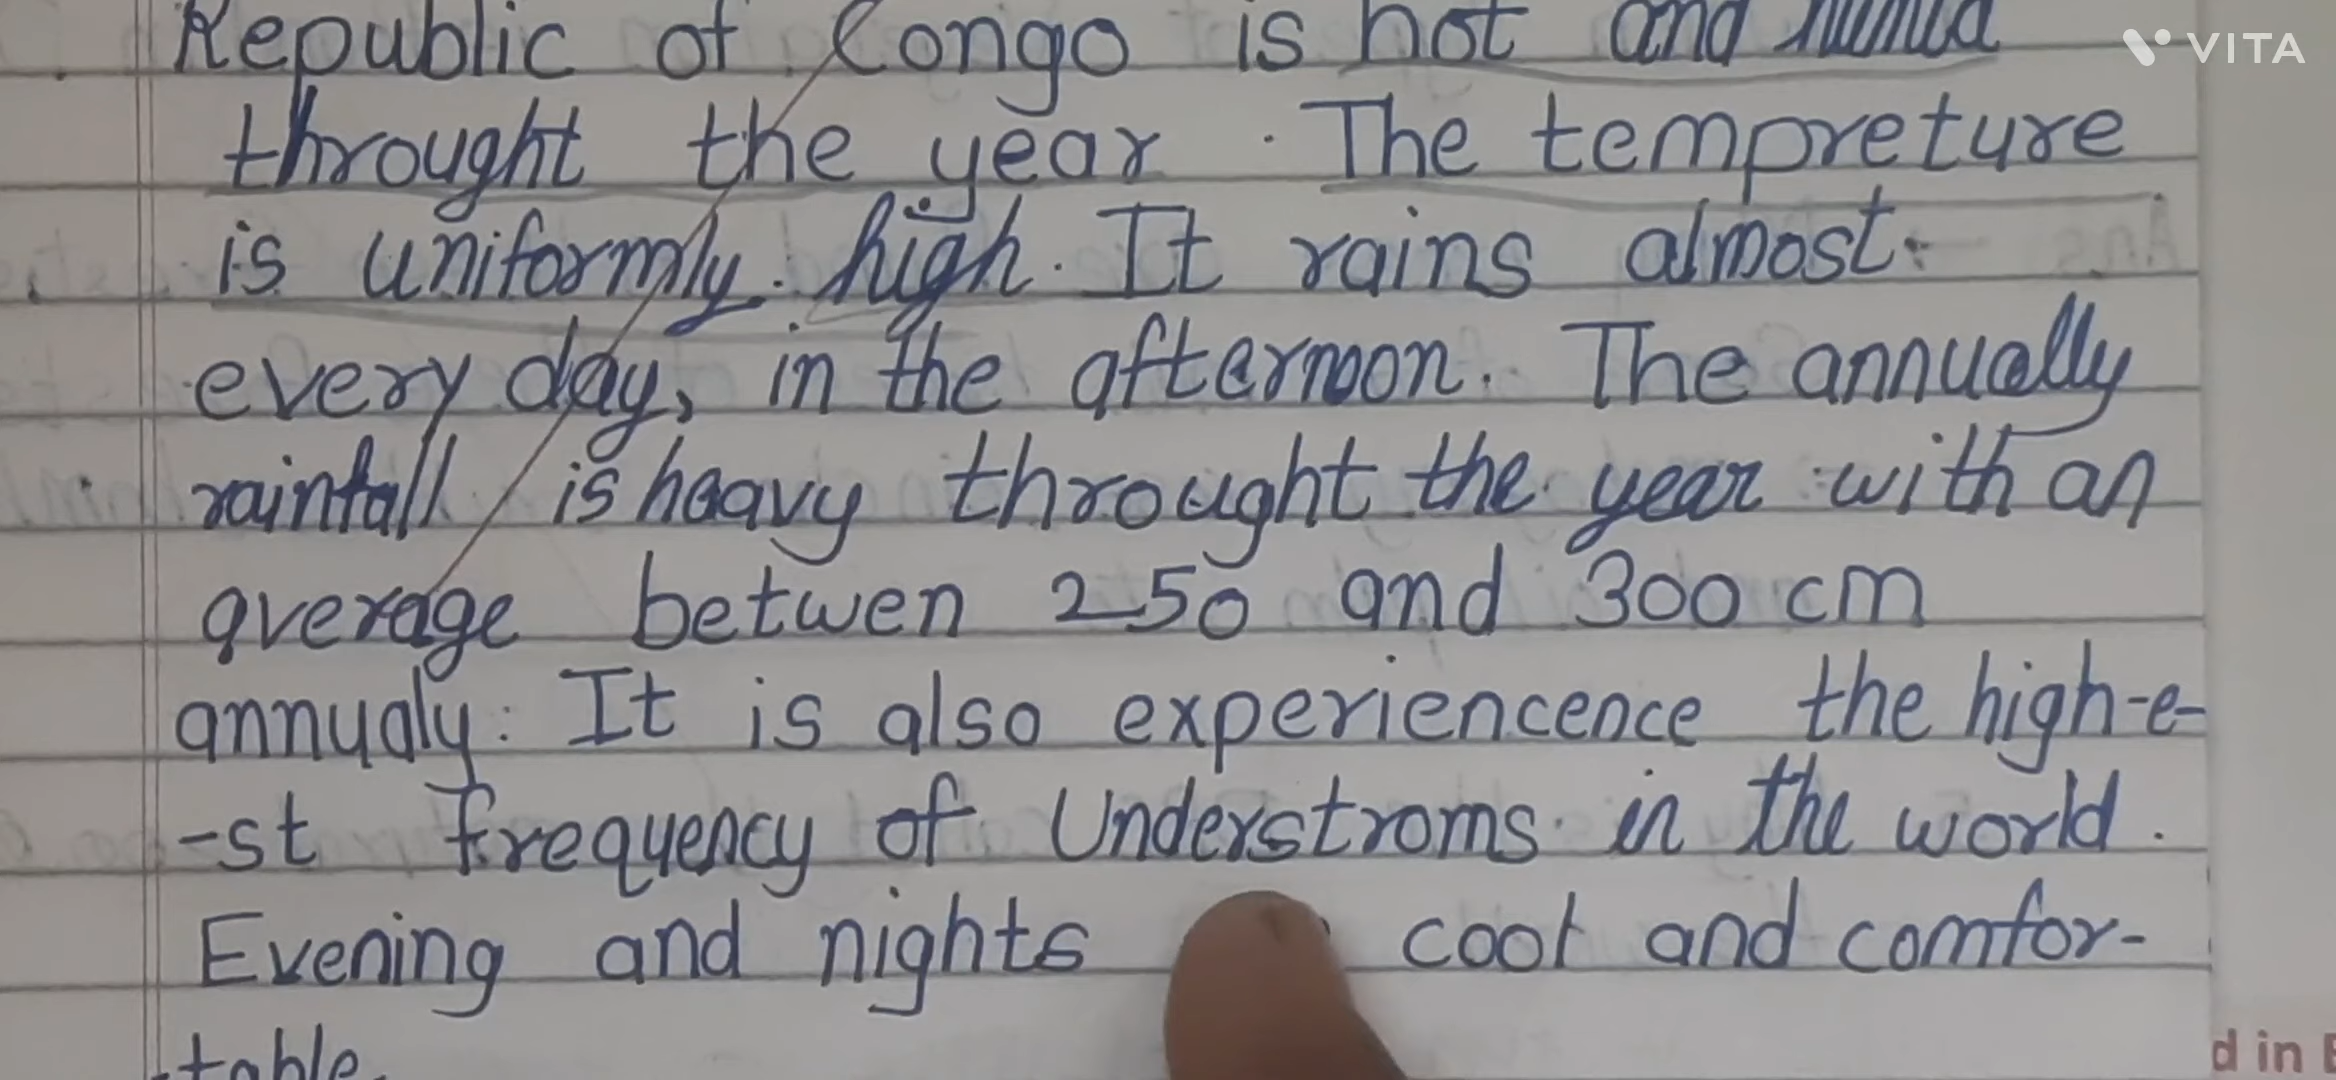 Republic of Congo is hot and humid
VITA
throught the year. The tempreture
is uniformly high. It rains almost
every day, in the afternoon. The annually
rainfall is heavy throught the year with an
average betwen 250 and 300 cm
annualy. It is also experiencence the high-e-
-st frequency of Understroms in the world.
Evening and nights cool and comfor-
-table.
d in